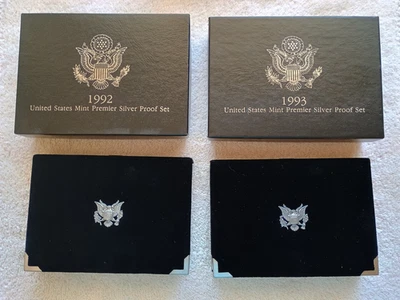 1992
United States Mint Premier Silver Proof Set
1993
United States Mint Premier Silver Proof Set